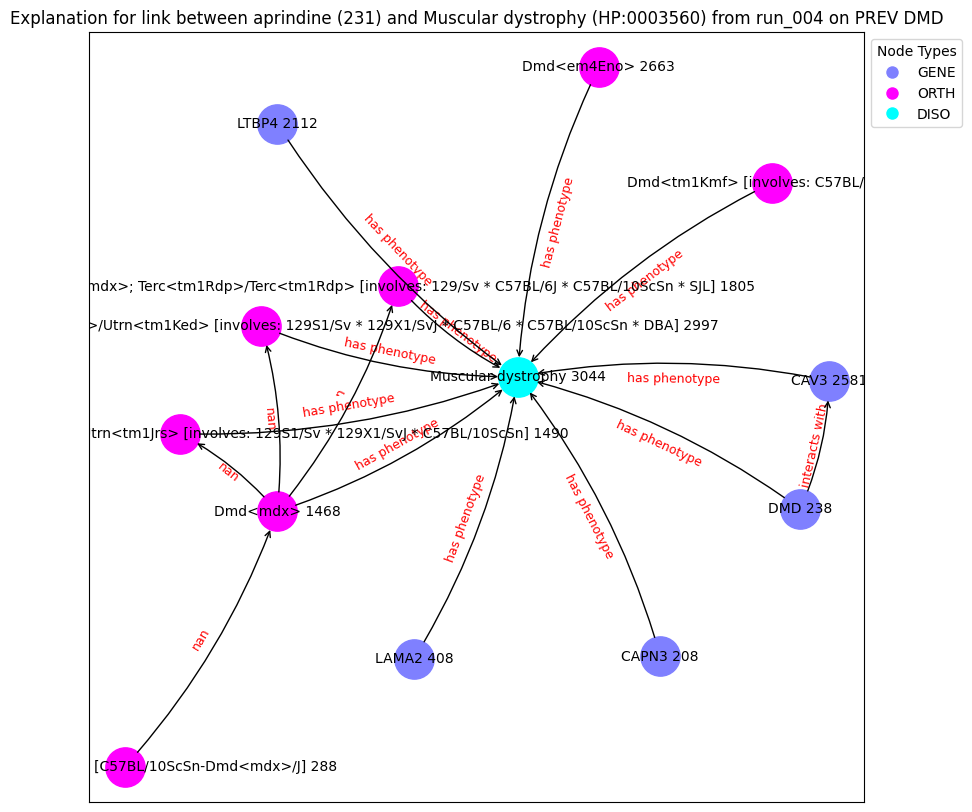 Explanation for link between aprindine (231) and Muscular dystrophy (HP:0003560) from run_004 on PREV DMD
Node Types
GENE
ORTH
DISO
Dmd<em4Eno> 2663
LTBP4 2112
Dmd<tm1Kmf> [involves: C57BL/
has phenotype
has phenotype
has phenotype
mdx>; Terc<tm1Rdp>/Terc<tm1Rdp> [involves: 129/Sv * C57BL/6J * C57BL/10ScSn * SJL] 1805
has phenotype
>/Utrn<tm1Ked> [involves: 129S1/Sv * 129X1/SvJ * C57BL/6 * C57BL/10ScSn * DBA] 2997
has phenotype
Muscular dystrophy 3044
has phenotype
CAV3 2581
has phenotype
nan
interacts with
trn<tm1Jrs> [involves: 129S1/Sv * 129X1/SvJ * C57BL/10ScSn] 1490
has phenotype
has phenotype
nan
Dmd<mdx> 1468
DMD 238
has phenotype
has phenotype
nan
LAMA2 408
CAPN3 208
[C57BL/10ScSn-Dmd<mdx>/J] 288